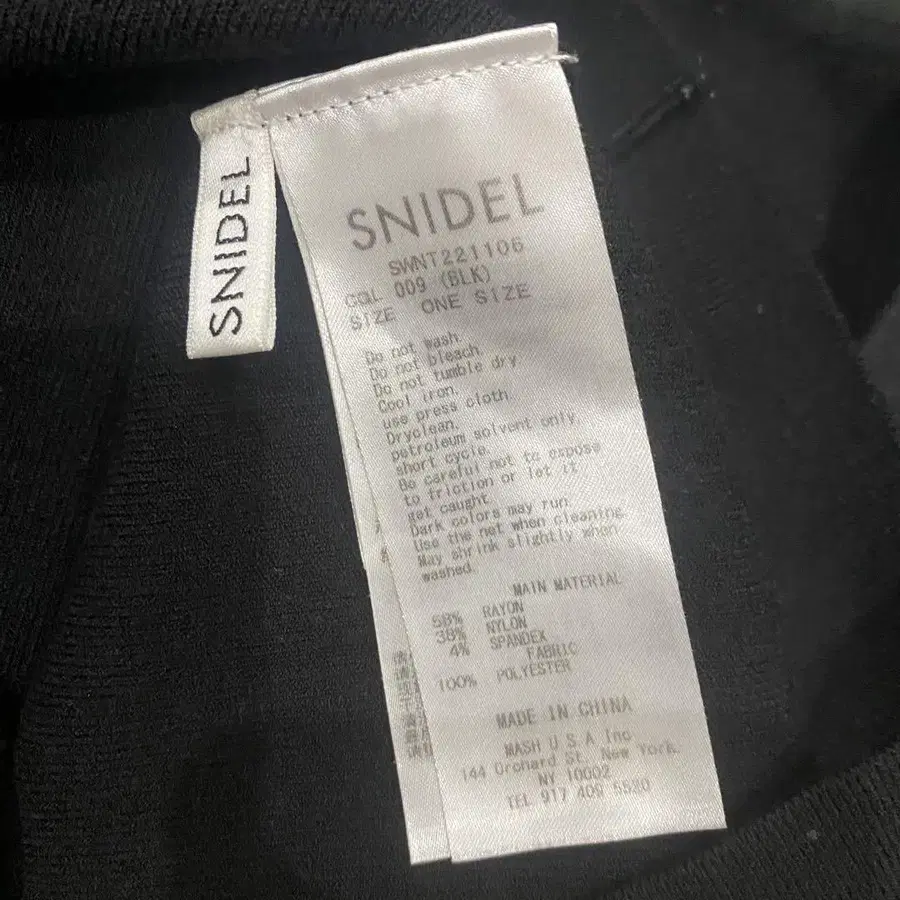 SNIDEL
SNIDEL
SWNT221106
COL 009 (BLK)
SIZE ONE SIZE
Do not wash.
Do not bleach.
Do not tumble dry.
Cool iron.
use press cloth.
Dryclean.
petroleum solvent only.
short cycle.
Be careful not to expose
to friction or let it
get caught.
Dark colors may run.
Use the net when cleaning.
May shrink slightly when
washed.
MAIN MATERIAL
58% RAYON
38% NYLON
4% SPANDEX
FABRIC
100% POLYESTER
MADE IN CHINA
MASH U S A Inc
144 Orchard St. New York.
NY 10002
TEL 917 409 5580